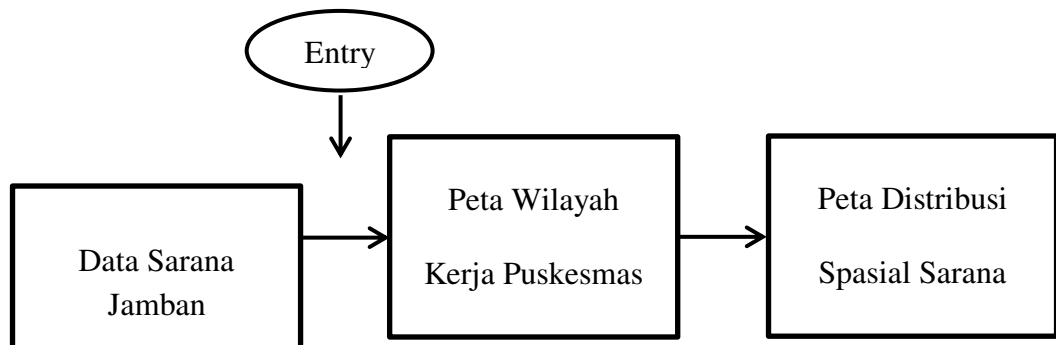 Entry
Data Sarana
Jamban
Peta Wilayah
Kerja Puskesmas
Peta Distribusi
Spasial Sarana